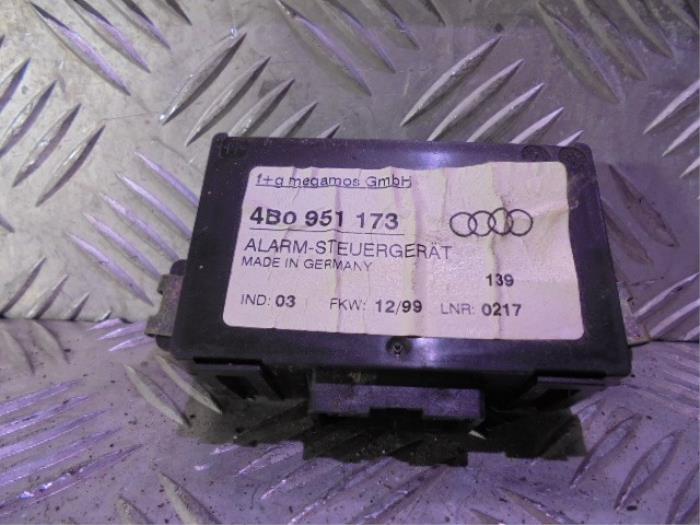 f+g megamos GmbH
4B0 951 173
ALARM-STEUERGERÄT
MADE IN GERMANY
139
IND: 03 FKW: 12/99 LNR: 0217